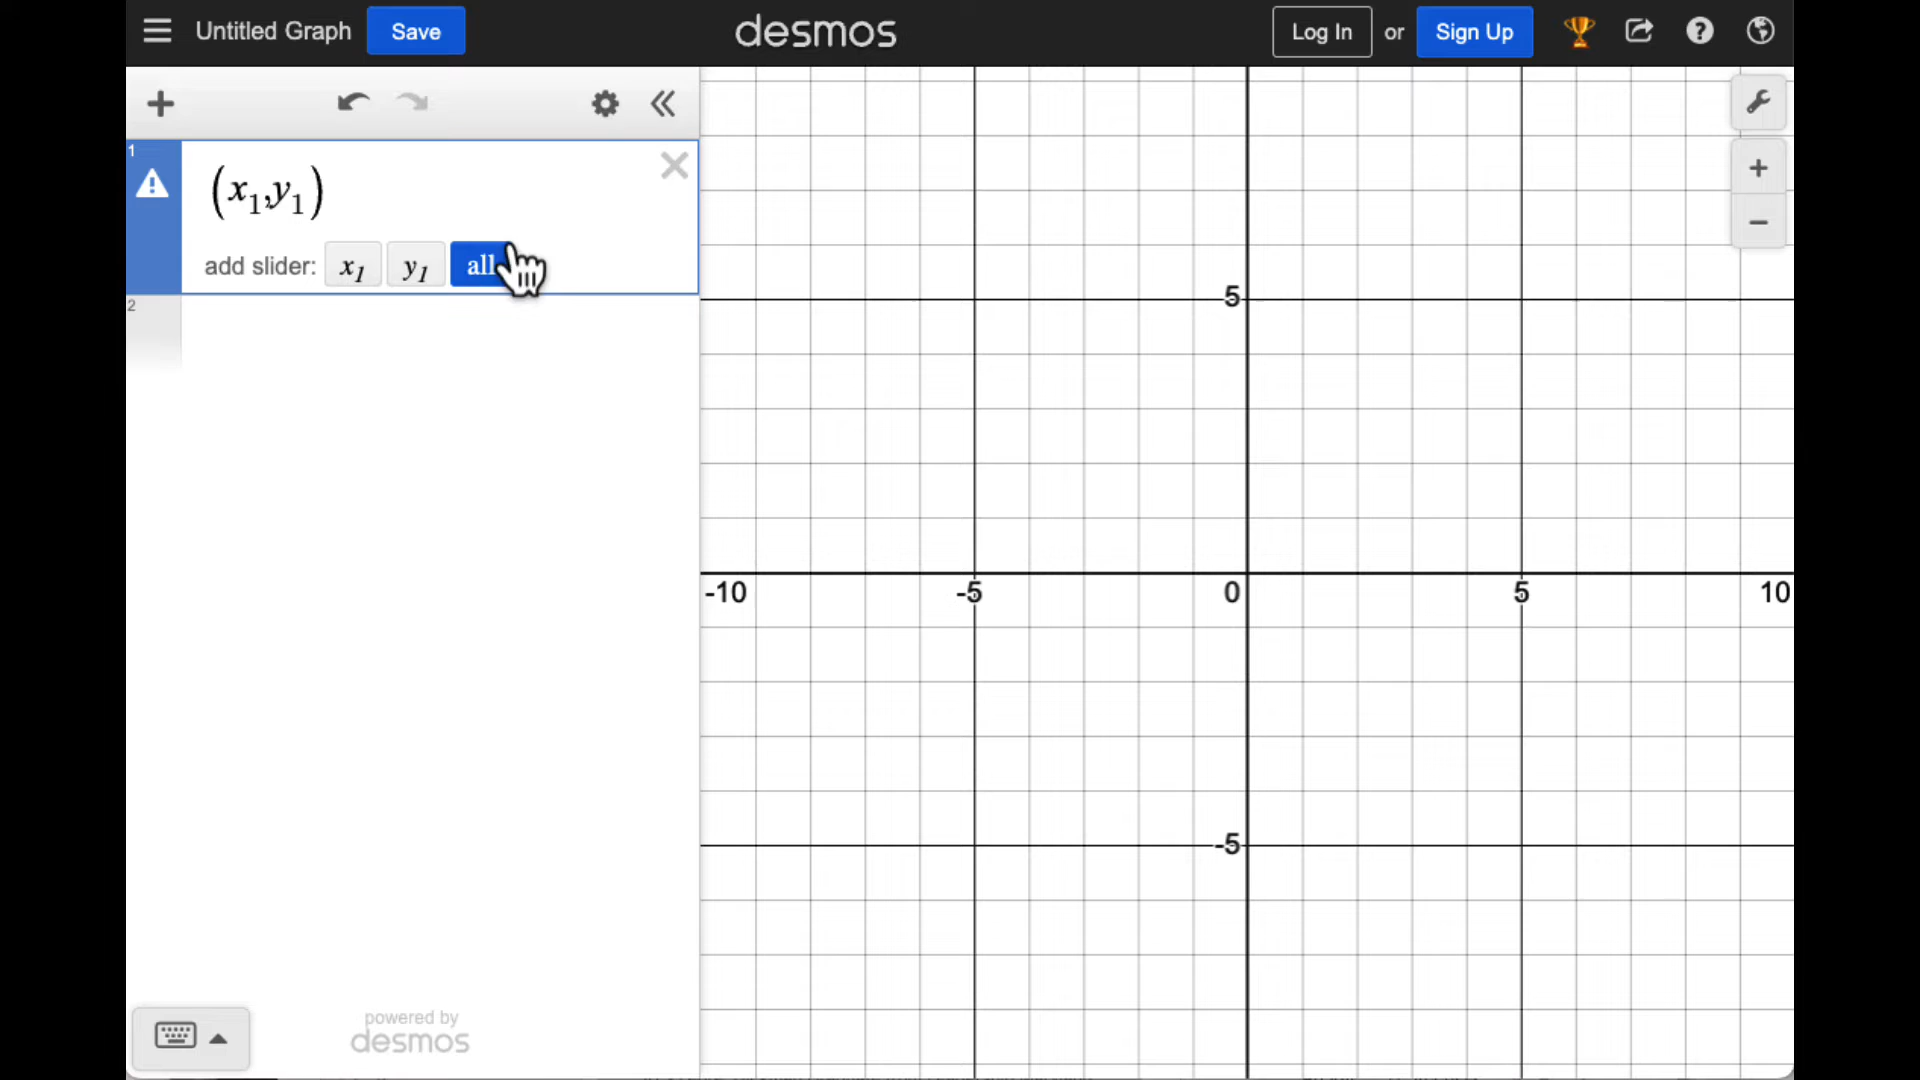 Untitled Graph Save desmos Log In or Sign Up
1
(x₁,y₁)
add slider: x₁ y₁ all
2
5
-10 -5 0 5 10
-5
powered by
desmos